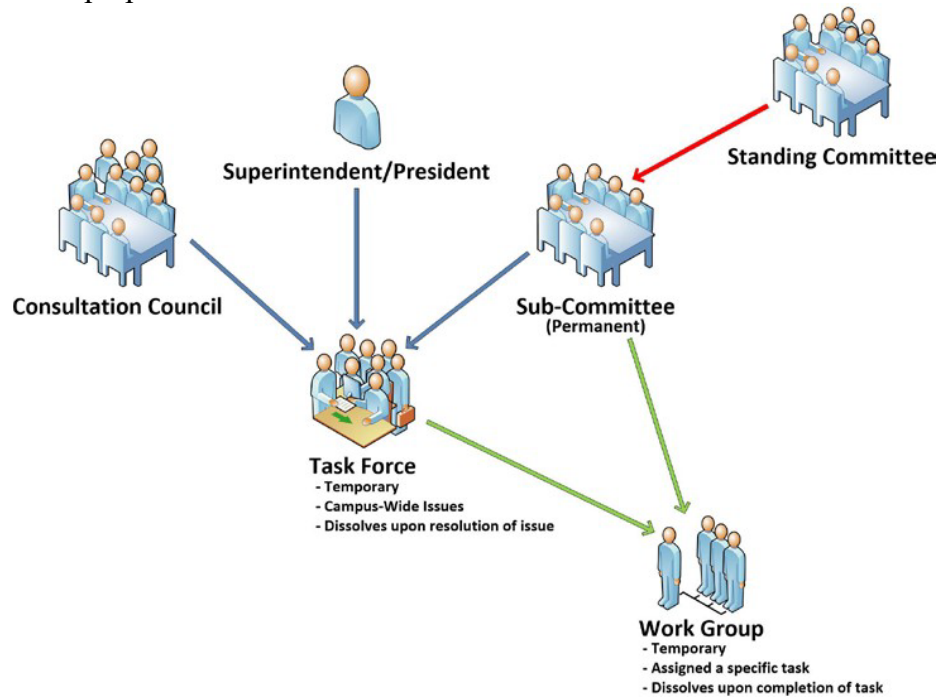 Superintendent/President
Standing Committee
Consultation Council
Sub-Committee
(Permanent)
Task Force
- Temporary
- Campus-Wide Issues
- Dissolves upon resolution of issue
Work Group
- Temporary
- Assigned a specific task
- Dissolves upon completion of task